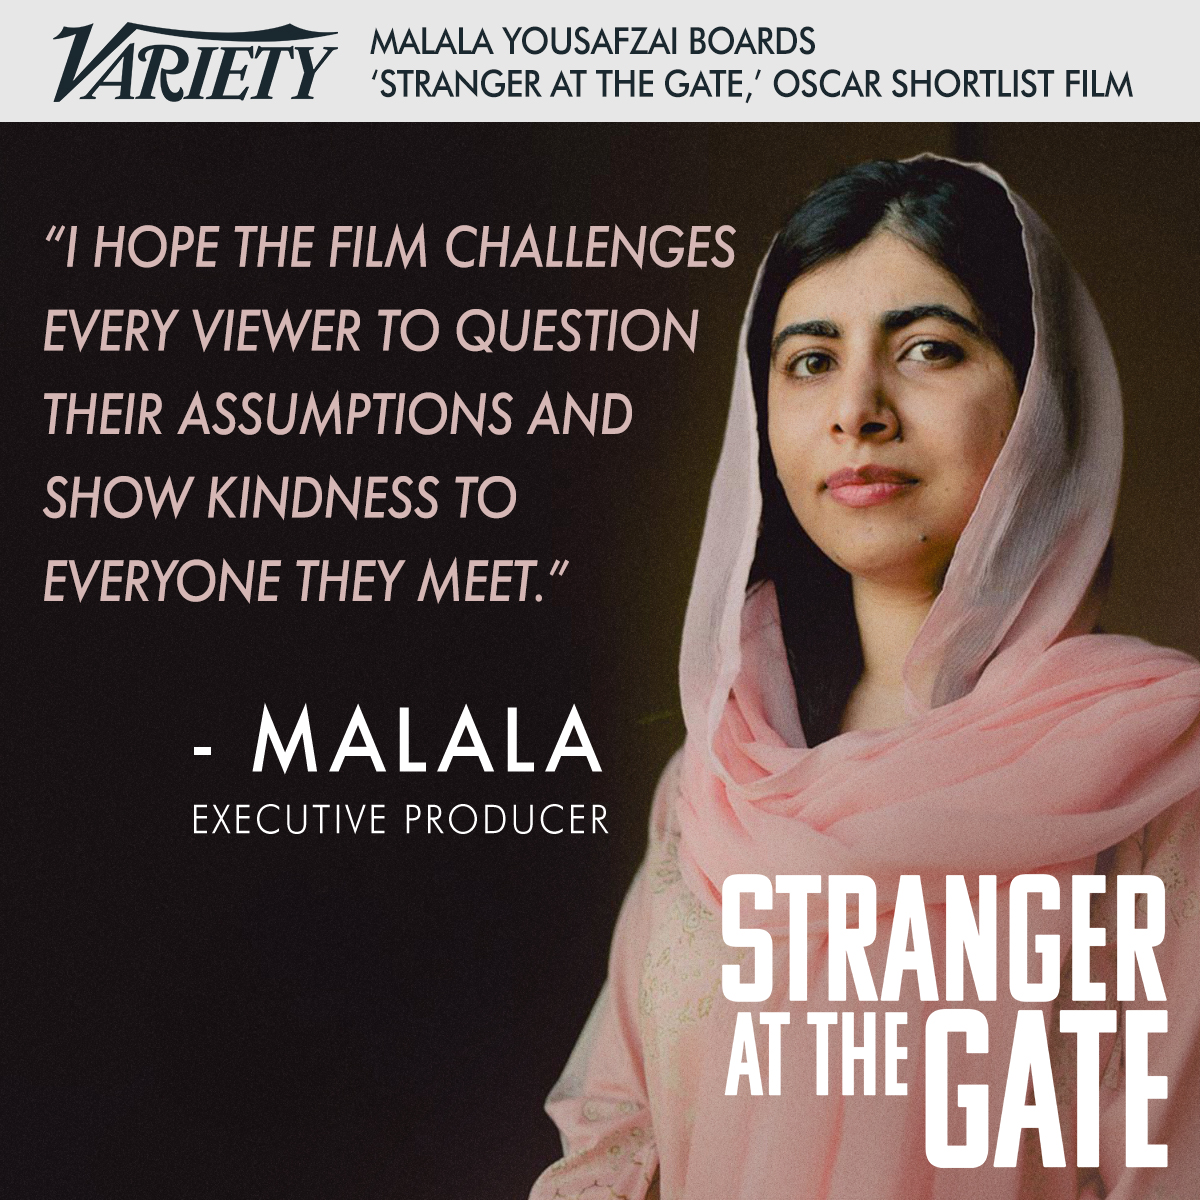 VARIETY
MALALA YOUSAFZAI BOARDS
‘STRANGER AT THE GATE,’ OSCAR SHORTLIST FILM
“I HOPE THE FILM CHALLENGES
EVERY VIEWER TO QUESTION
THEIR ASSUMPTIONS AND
SHOW KINDNESS TO
EVERYONE THEY MEET.”
- MALALA
EXECUTIVE PRODUCER
STRANGER
AT THE GATE